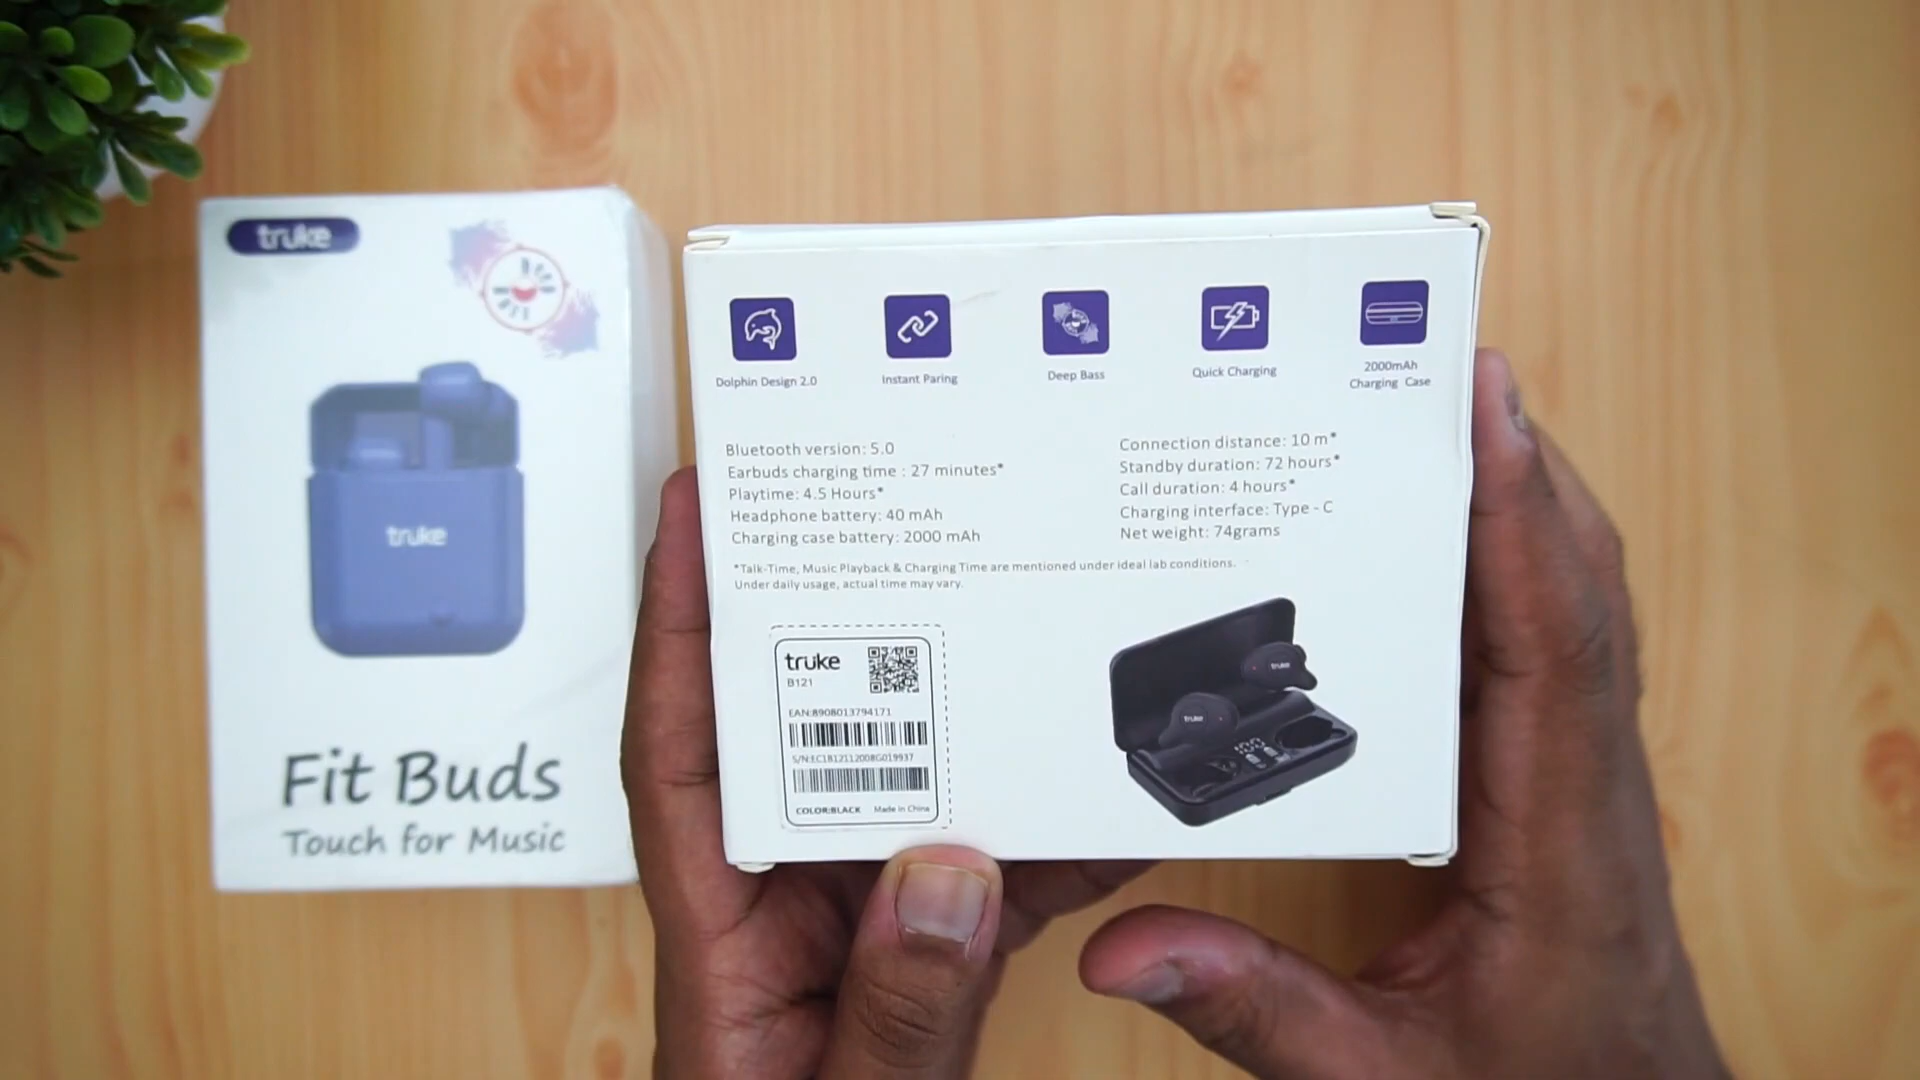 truke
truke
Fit Buds
Touch for Music
Dolphin Design 2.0
Instant Paring
Deep Bass
Quick Charging
2000mAh
Charging Case
Bluetooth version: 5.0
Earbuds charging time : 27 minutes*
Playtime: 4.5 Hours*
Headphone battery: 40 mAh
Charging case battery: 2000 mAh
Connection distance: 10 m*
Standby duration: 72 hours*
Call duration: 4 hours*
Charging interface: Type - C
Net weight: 74grams
*Talk-Time, Music Playback & Charging Time are mentioned under ideal lab conditions.
Under daily usage, actual time may vary.
truke
B121
EAN:8908013794171
S/N:EC1B12112008G019937
COLOR:BLACK Made in China
truke
truke
100